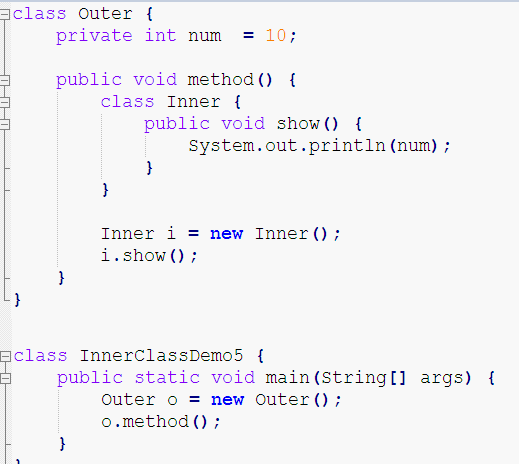 class Outer {
    private int num  = 10;
    public void method() {
        class Inner {
            public void show() {
                System.out.println(num);
            }
        }
        Inner i = new Inner();
        i.show();
    }
}
class InnerClassDemo5 {
    public static void main(String[] args) {
        Outer o = new Outer();
        o.method();
    }
}